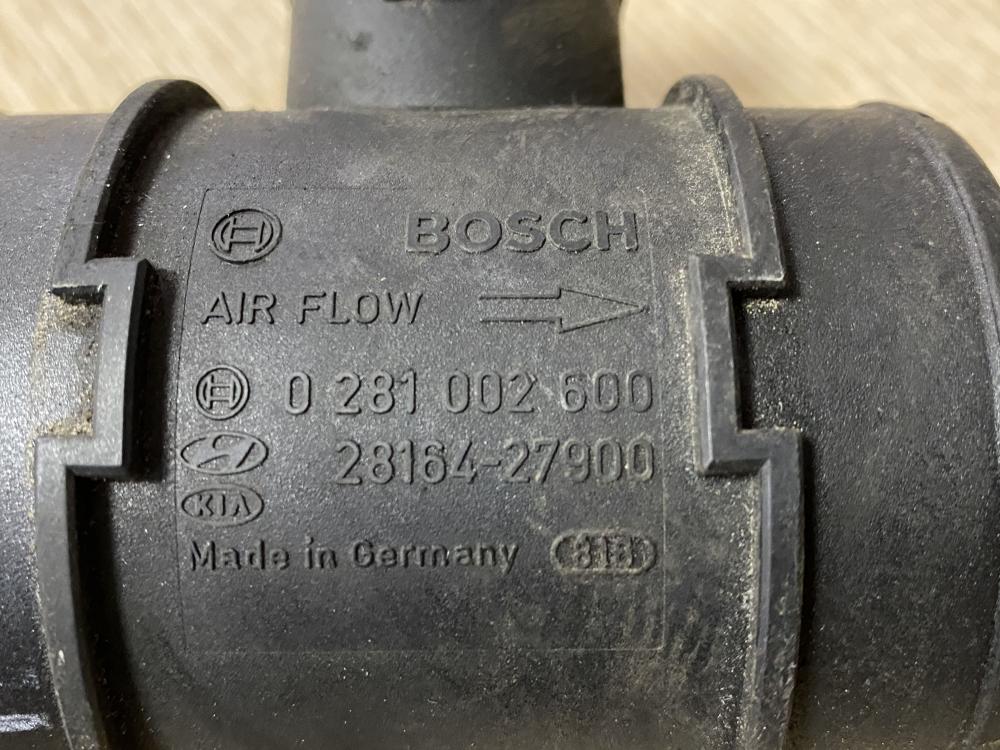 BOSCH
AIR FLOW
0 281 002 600
28164-27900
KIA
Made in Germany